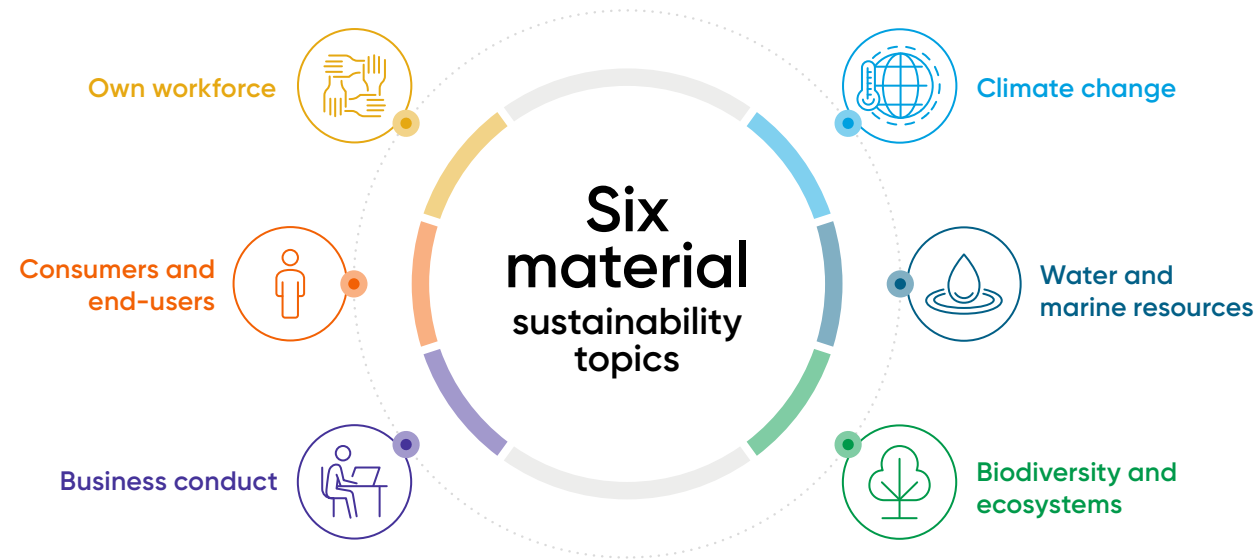 Own workforce
Climate change
Six
material
sustainability
topics
Consumers and
end-users
Water and
marine resources
Business conduct
Biodiversity and
ecosystems